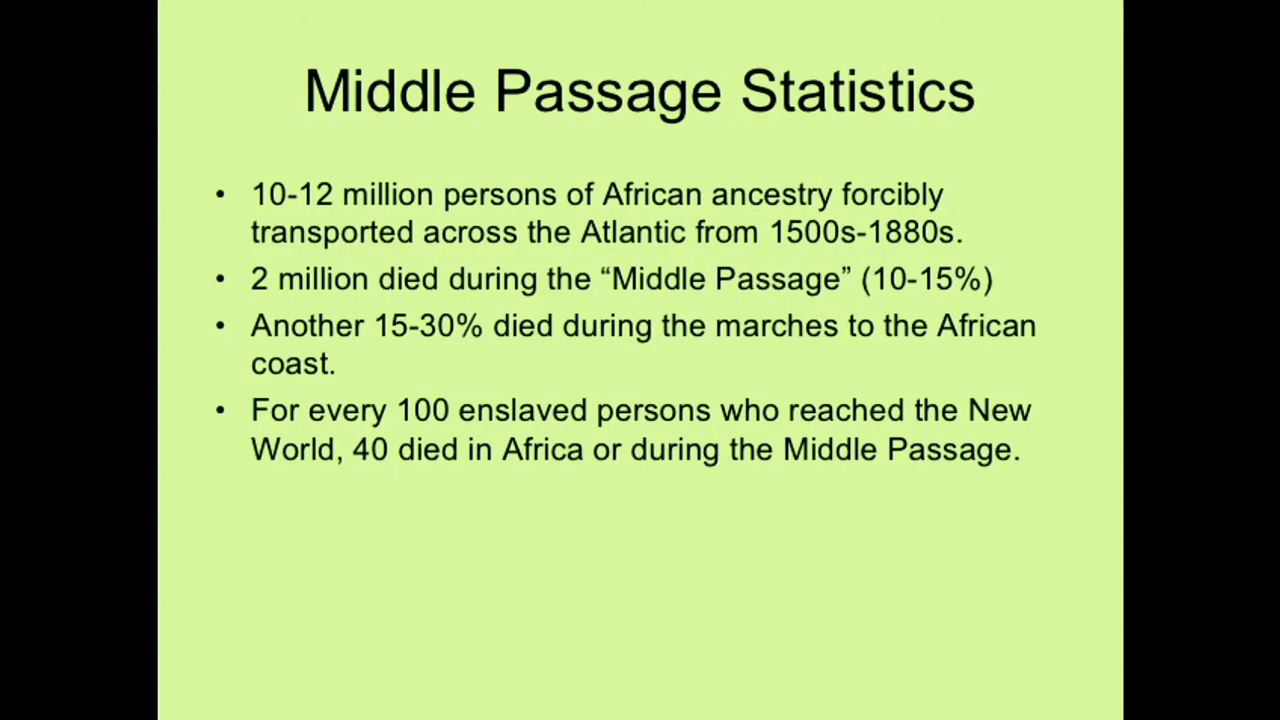 Middle Passage Statistics
• 10-12 million persons of African ancestry forcibly
transported across the Atlantic from 1500s-1880s.
• 2 million died during the “Middle Passage” (10-15%)
• Another 15-30% died during the marches to the African
coast.
• For every 100 enslaved persons who reached the New
World, 40 died in Africa or during the Middle Passage.